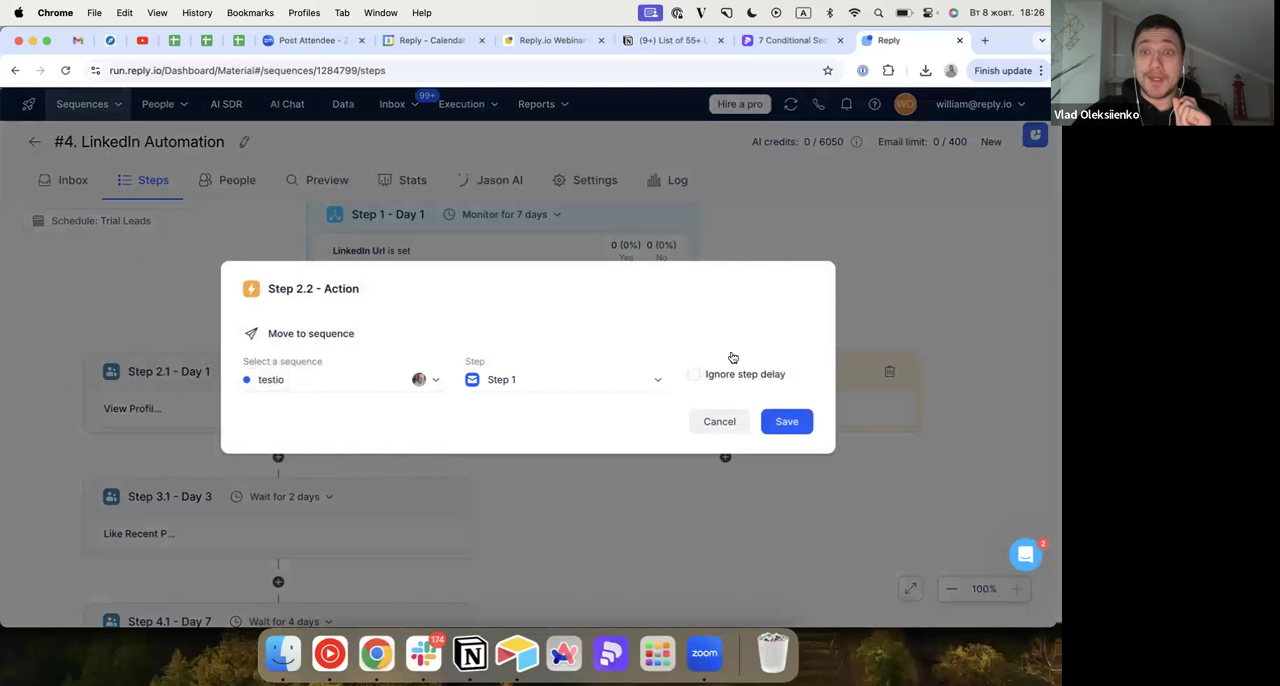 Chrome File Edit View History Bookmarks Profiles Tab Window Help A Вт 8 жовт. 18:26
Post Attendee - Z Reply - Calendar Reply.io Webinar (9+) List of 55+ 7 Conditional Seq Reply
run.reply.io/Dashboard/Material#/sequences/1284799/steps Finish update
Vlad Oleksiienko
Sequences People AI SDR AI Chat Data Inbox 99+ Execution Reports Hire a pro WO william@reply.io
#4. LinkedIn Automation AI credits: 0 / 6050 Email limit: 0 / 400 New
Inbox Steps People Preview Stats Jason AI Settings Log
Schedule: Trial Leads Step 1 - Day 1 Monitor for 7 days
LinkedIn Url is set 0 (0%) 0 (0%)
Yes No
Step 2.2 - Action
Move to sequence
Select a sequence Step
testio Step 1 Ignore step delay
Cancel Save
Step 2.1 - Day 1
View Profil...
Step 3.1 - Day 3 Wait for 2 days
Like Recent P...
2
100%
Step 4.1 - Day 7 Wait for 4 days
174
zoom